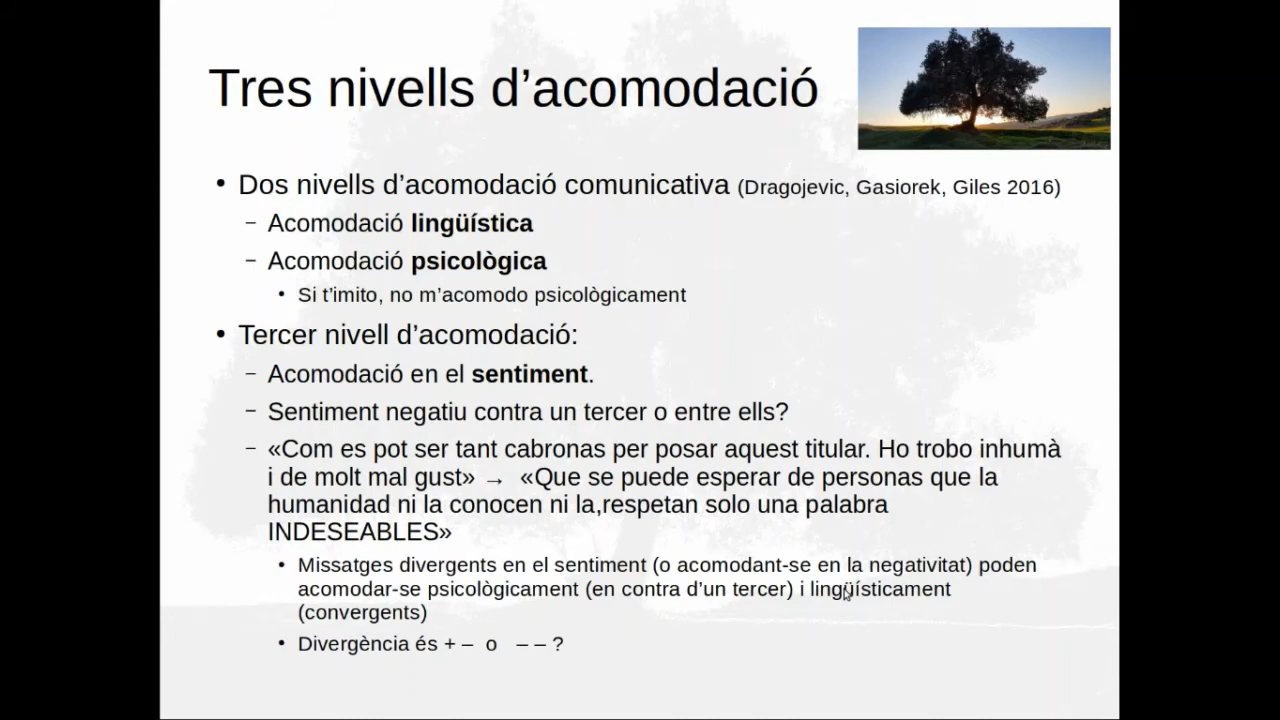 Tres nivells d’acomodació
• Dos nivells d’acomodació comunicativa (Dragojevic, Gasiorek, Giles 2016)
– Acomodació lingüística
– Acomodació psicològica
• Si t’imito, no m’acomodo psicològicament
• Tercer nivell d’acomodació:
– Acomodació en el sentiment.
– Sentiment negatiu contra un tercer o entre ells?
– «Com es pot ser tant cabronas per posar aquest titular. Ho trobo inhumà
i de molt mal gust» → «Que se puede esperar de personas que la
humanidad ni la conocen ni la,respetan solo una palabra
INDESEABLES»
• Missatges divergents en el sentiment (o acomodant-se en la negativitat) poden
acomodar-se psicològicament (en contra d’un tercer) i lingüísticament
(convergents)
• Divergència és + – o – – ?